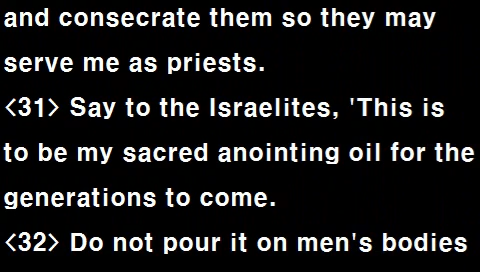 and consecrate them so they may
serve me as priests.
<31> Say to the Israelites, 'This is
to be my sacred anointing oil for the
generations to come.
<32> Do not pour it on men's bodies